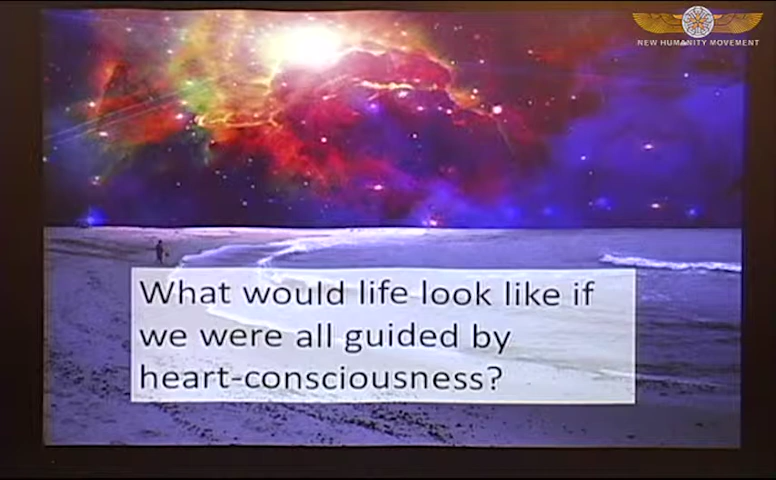 NEW HUMANITY MOVEMENT
What would life look like if
we were all guided by
heart-consciousness?